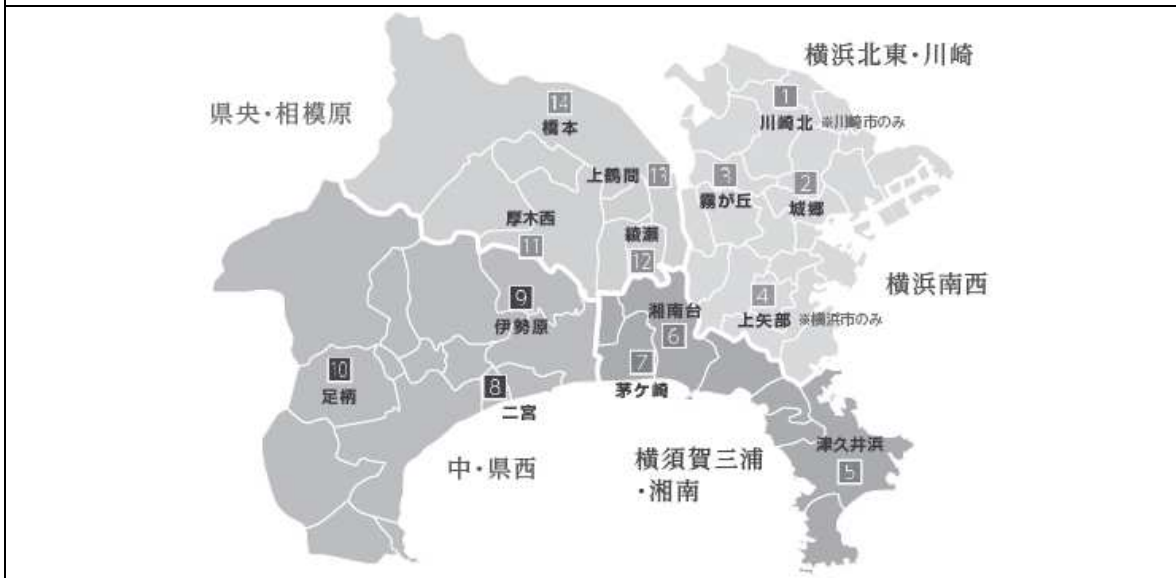 横浜北東・川崎
県央・相模原
14
橋本
1
川崎北 ※川崎市のみ
上鶴間 13
3
霧が丘
2
城郷
厚木西
11
綾瀬
12
横浜南西
9
伊勢原
湘南台
6
4
上矢部 ※横浜市のみ
10
足柄
8
二宮
7
茅ケ崎
中・県西
横須賀三浦
・湘南
津久井浜
5